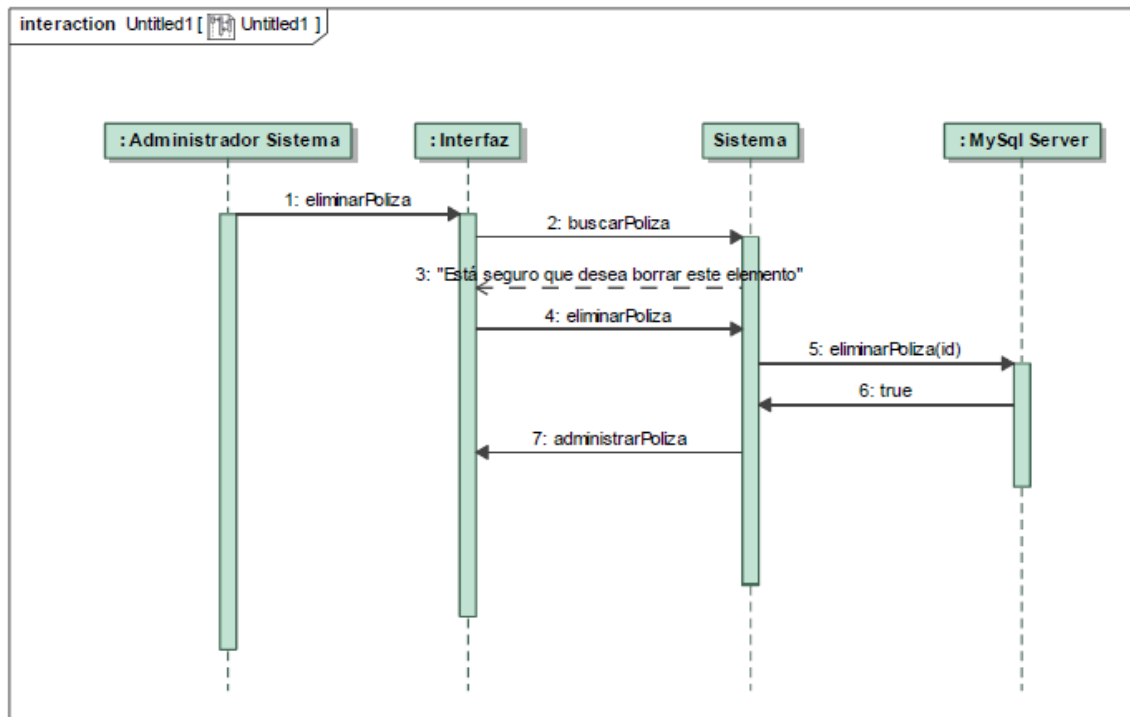 interaction Untitled1 [ Untitled1 ]
: Administrador Sistema
: Interfaz
Sistema
: MySql Server
1: eliminarPoliza
2: buscarPoliza
3: "Está seguro que desea borrar este elemento"
4: eliminarPoliza
5: eliminarPoliza(id)
6: true
7: administrarPoliza